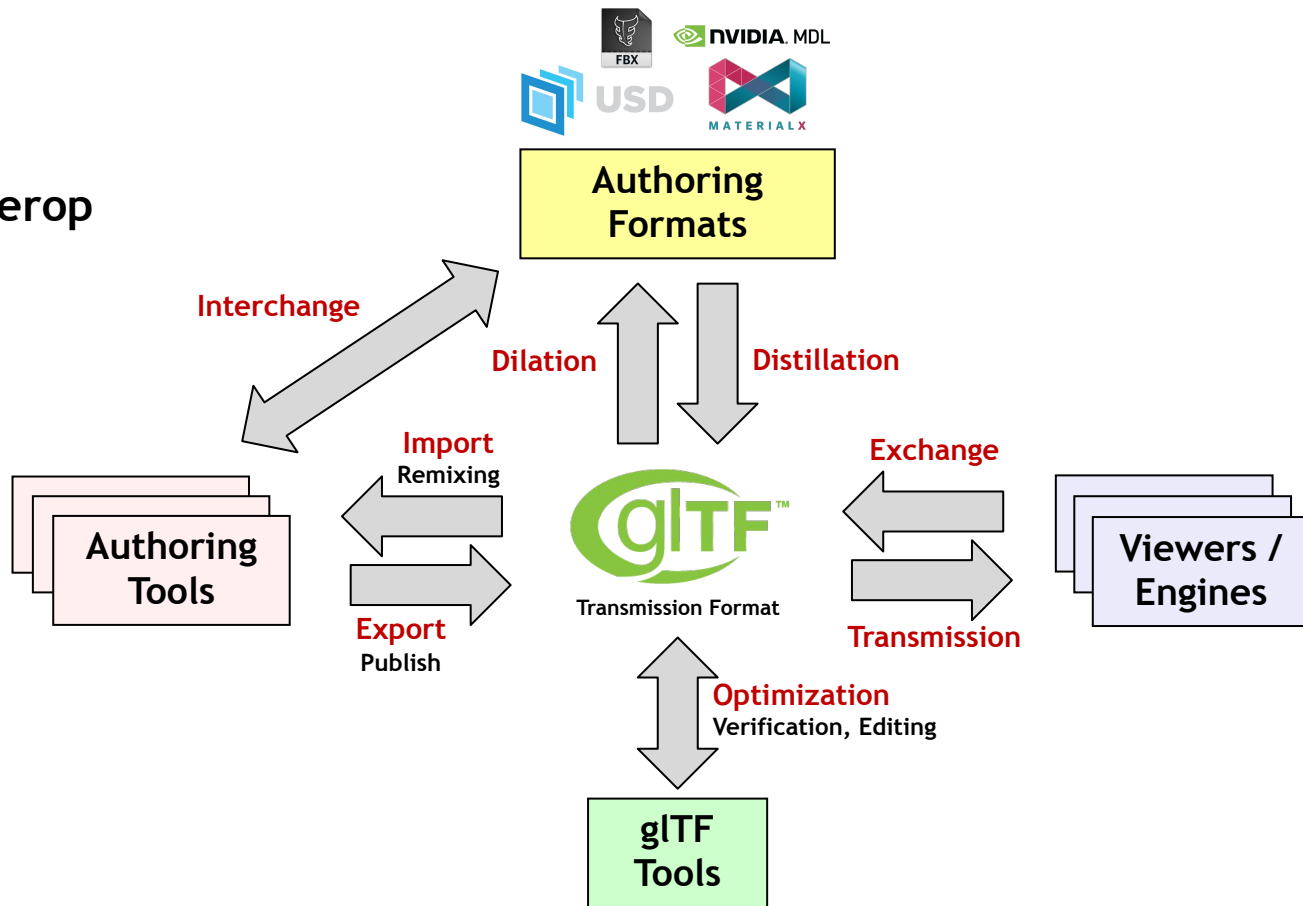 FBX
NVIDIA. MDL
USD
MATERIALX
Authoring
Formats
erop
Interchange
Dilation
Distillation
Import
Remixing
Exchange
glTF™
Authoring
Tools
Viewers /
Engines
Transmission Format
Export
Publish
Transmission
Optimization
Verification, Editing
glTF
Tools